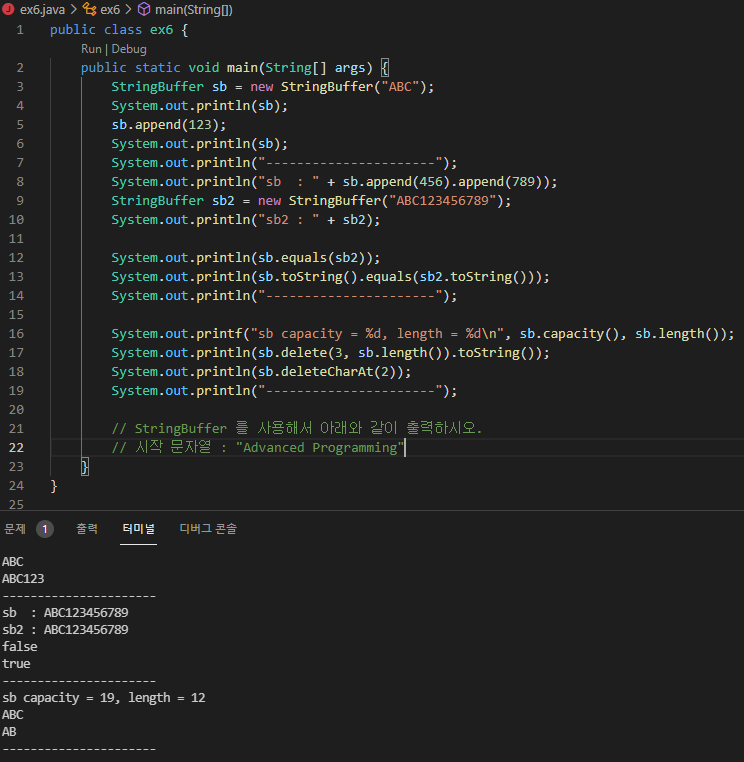 ex6.java > ex6 > main(String[])
1 public class ex6 {
Run | Debug
2 public static void main(String[] args) {
3 StringBuffer sb = new StringBuffer("ABC");
4 System.out.println(sb);
5 sb.append(123);
6 System.out.println(sb);
7 System.out.println("----------------------");
8 System.out.println("sb  : " + sb.append(456).append(789));
9 StringBuffer sb2 = new StringBuffer("ABC123456789");
10 System.out.println("sb2 : " + sb2);
11
12 System.out.println(sb.equals(sb2));
13 System.out.println(sb.toString().equals(sb2.toString()));
14 System.out.println("----------------------");
15
16 System.out.printf("sb capacity = %d, length = %d\n", sb.capacity(), sb.length());
17 System.out.println(sb.delete(3, sb.length()).toString());
18 System.out.println(sb.deleteCharAt(2));
19 System.out.println("----------------------");
20
21 // StringBuffer 를 사용해서 아래와 같이 출력하시오.
22 // 시작 문자열 : "Advanced Programming"
23 }
24 }
25
문제 1 출력 터미널 디버그 콘솔
ABC
ABC123
----------------------
sb  : ABC123456789
sb2 : ABC123456789
false
true
----------------------
sb capacity = 19, length = 12
ABC
AB
----------------------